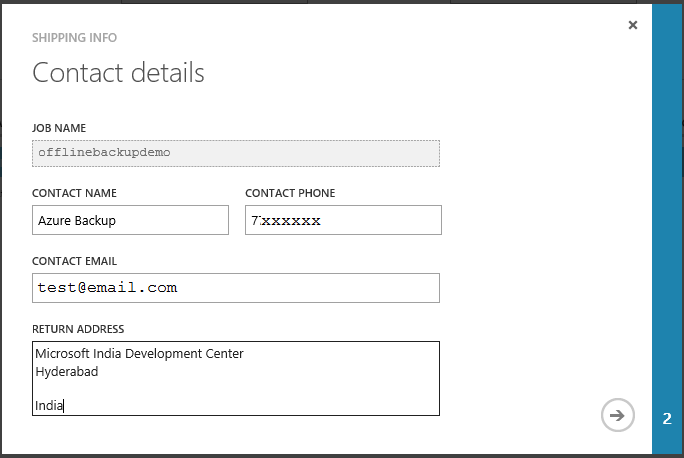 SHIPPING INFO
Contact details
JOB NAME
offlinebackupdemo
CONTACT NAME
CONTACT PHONE
Azure Backup
7xxxxxx
CONTACT EMAIL
test@email.com
RETURN ADDRESS
Microsoft India Development Center
Hyderabad
India
2